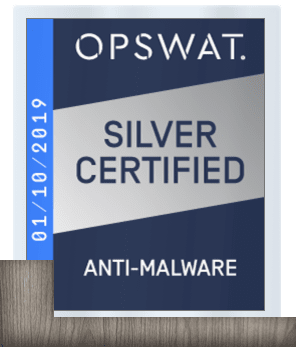 OPSWAT.
SILVER
CERTIFIED
ANTI-MALWARE
01/10/2019